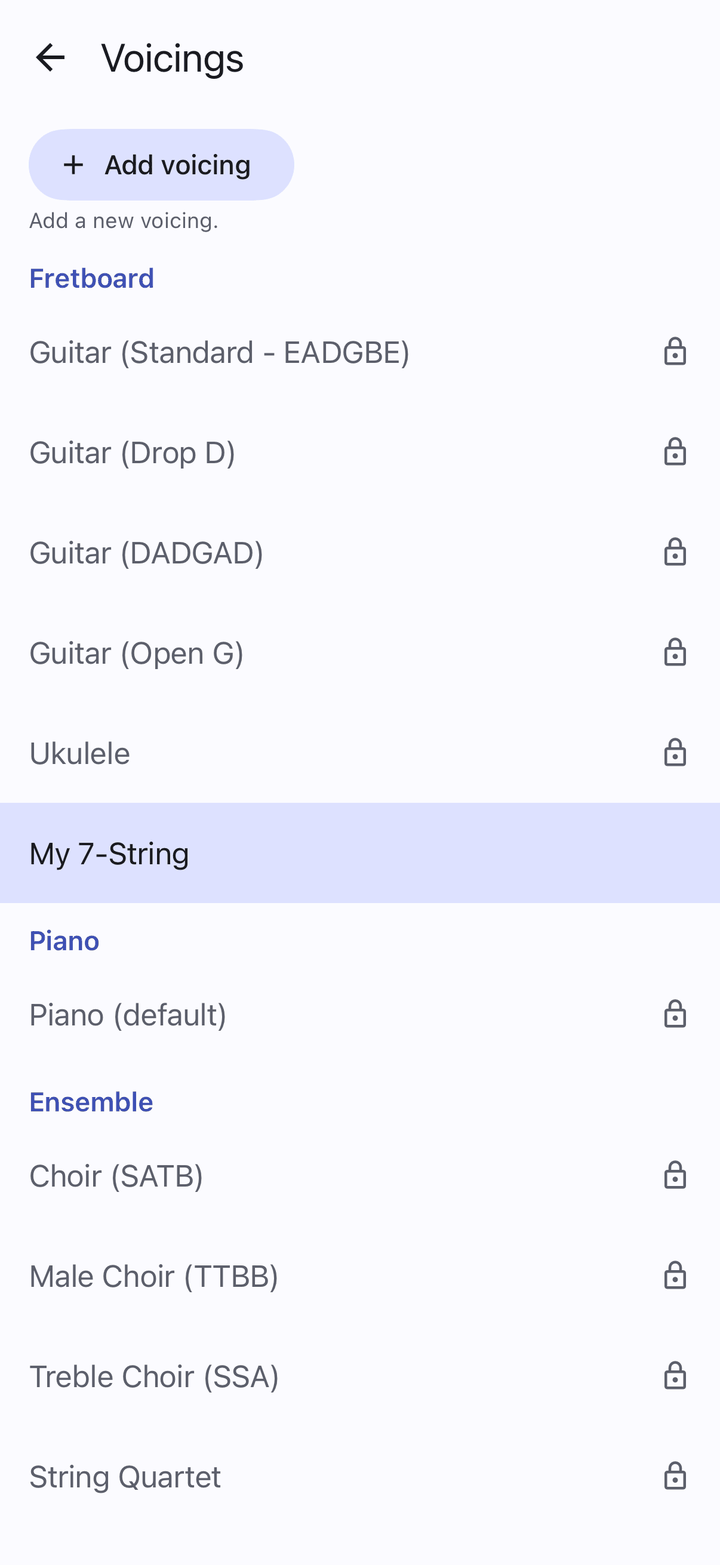 Voicings
+ Add voicing
Add a new voicing.
Fretboard
Guitar (Standard - EADGBE)
Guitar (Drop D)
Guitar (DADGAD)
Guitar (Open G)
Ukulele
My 7-String
Piano
Piano (default)
Ensemble
Choir (SATB)
Male Choir (TTBB)
Treble Choir (SSA)
String Quartet